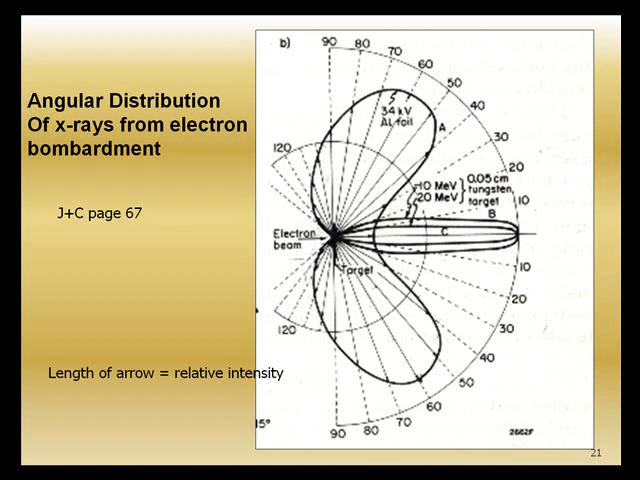 Angular Distribution
Of x-rays from electron
bombardment
J+C page 67
Length of arrow = relative intensity
b)
90
80
70
60
50
40
30
20
10
120
34 kV
AL foil
A
10 MeV
20 MeV
0.05 cm
tungsten,
target
B
C
Electron
beam
Target
10
20
30
40
50
60
70
80
90
120
15°
2662F
21